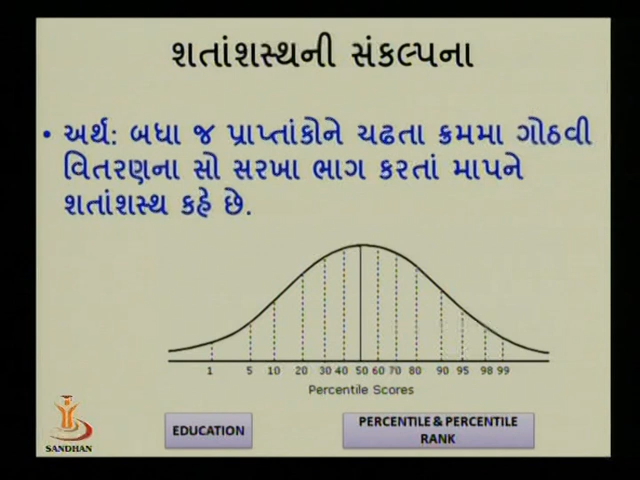 શતાંશસ્થની સંકલ્પના
• અર્થ: બધા જ પ્રાપ્તાંકોને ચઢતા ક્રમમા ગોઠવી
વિતરણના સો સરખા ભાગ કરતાં માપને
શતાંશસ્થ કહે છે.
1 5 10 20 30 40 50 60 70 80 90 95 98 99
Percentile Scores
SANDHAN
EDUCATION
PERCENTILE & PERCENTILE
RANK